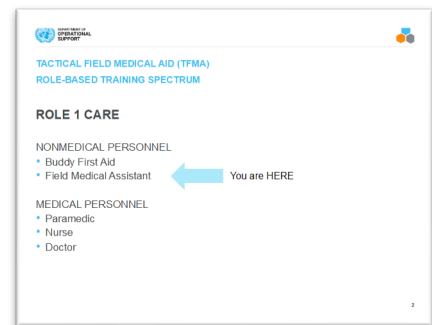 DEPARTMENT OF
OPERATIONAL
SUPPORT
TACTICAL FIELD MEDICAL AID (TFMA)
ROLE-BASED TRAINING SPECTRUM
ROLE 1 CARE
NONMEDICAL PERSONNEL
• Buddy First Aid
• Field Medical Assistant
You are HERE
MEDICAL PERSONNEL
• Paramedic
• Nurse
• Doctor
2